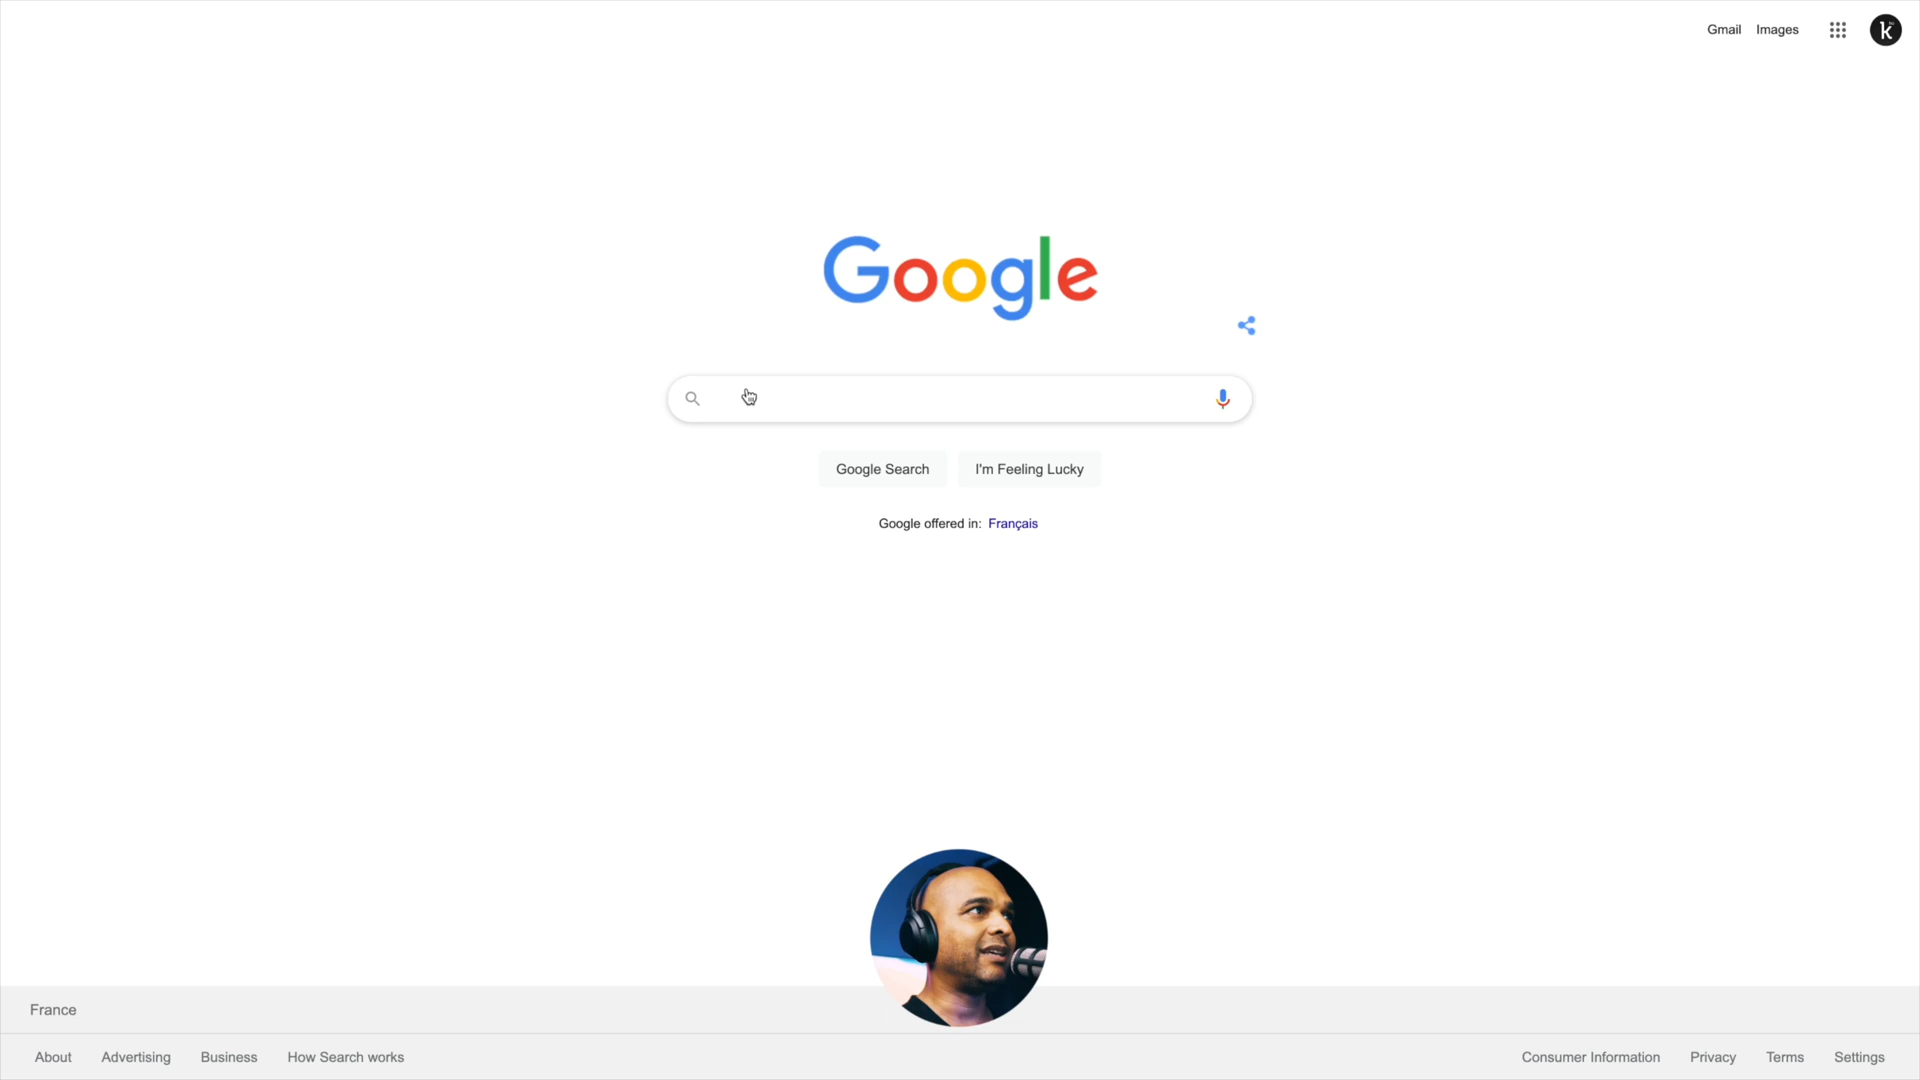 Gmail Images
k
Google
Google Search I'm Feeling Lucky
Google offered in: Français
France
About Advertising Business How Search works Consumer Information Privacy Terms Settings